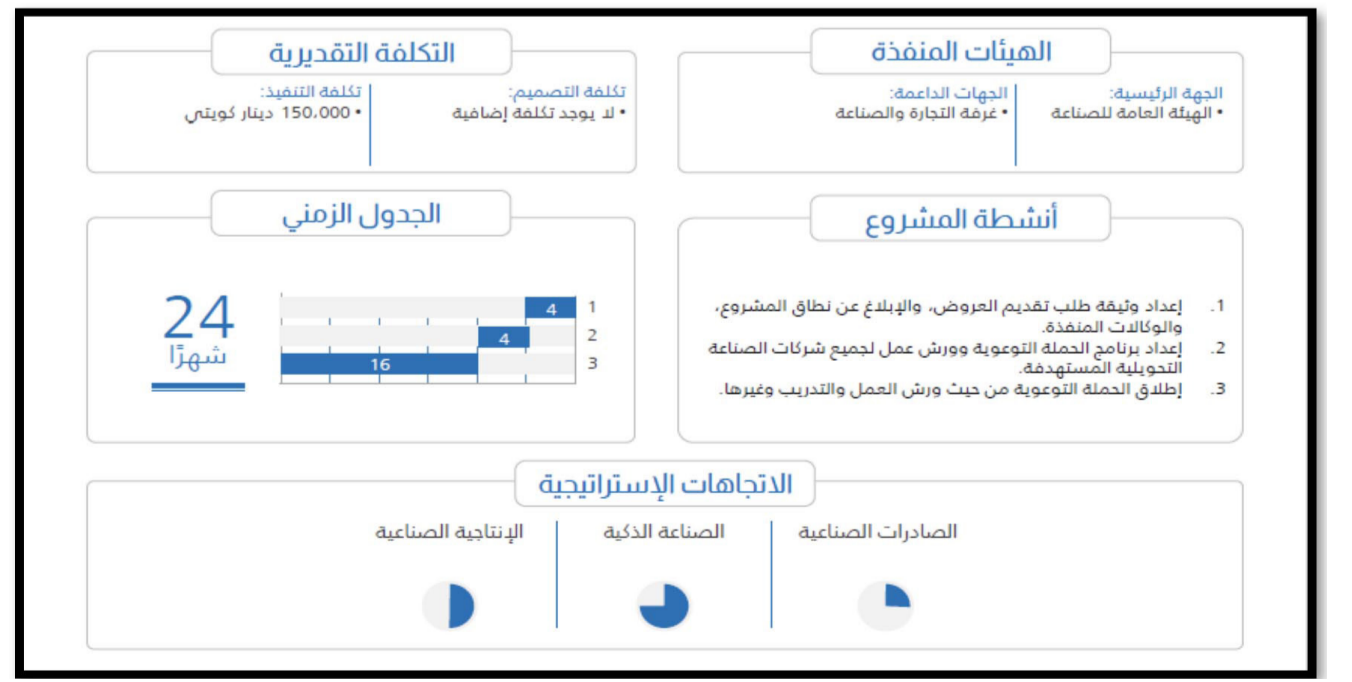 الهيئات المنفذة
الجهة الرئيسية:
• الهيئة العامة للصناعة
الجهات الداعمة:
• غرفة التجارة والصناعة
التكلفة التقديرية
تكلفة التصميم:
• لا يوجد تكلفة إضافية
تكلفة التنفيذ:
• 150،000 دينار كويتي
أنشطة المشروع
1. إعداد وثيقة طلب تقديم العروض، والإبلاغ عن نطاق المشروع،
والوكالات المنفذة.
2. إعداد برنامج الحملة التوعوية وورش عمل لجميع شركات الصناعة
التحويلية المستهدفة.
3. إطلاق الحملة التوعوية من حيث ورش العمل والتدريب وغيرها.
الجدول الزمني
1 4
2 4
3 16
24
شهرًا
الاتجاهات الإستراتيجية
الصادرات الصناعية
الصناعة الذكية
الإنتاجية الصناعية